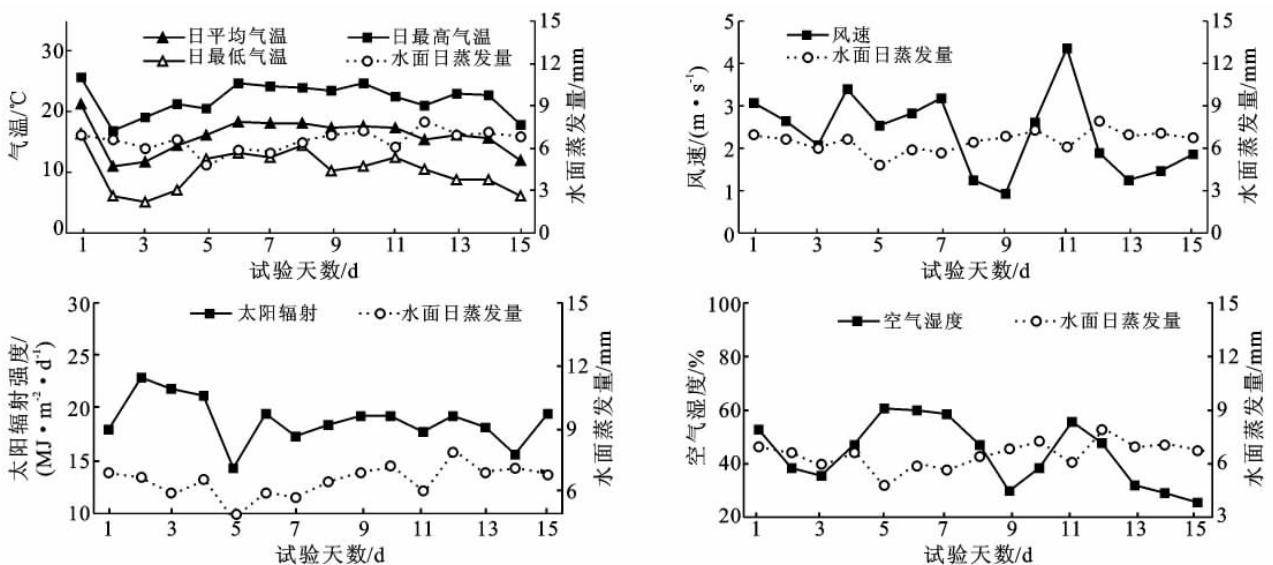 日平均气温
日最高气温
日最低气温
水面日蒸发量
气温/℃
30
20
10
0
水面蒸发量/mm
15
12
9
6
3
0
1 3 5 7 9 11 13 15
试验天数/d
风速
水面日蒸发量
风速/(m·s⁻¹)
5
4
3
2
1
0
水面蒸发量/mm
15
12
9
6
3
0
1 3 5 7 9 11 13 15
试验天数/d
太阳辐射
水面日蒸发量
太阳辐射强度/
(MJ·m⁻²·d⁻¹)
30
25
20
15
10
水面蒸发量/mm
15
12
9
6
1 3 5 7 9 11 13 15
试验天数/d
空气湿度
水面日蒸发量
空气湿度/%
100
80
60
40
20
水面蒸发量/mm
15
12
9
6
3
1 3 5 7 9 11 13 15
试验天数/d